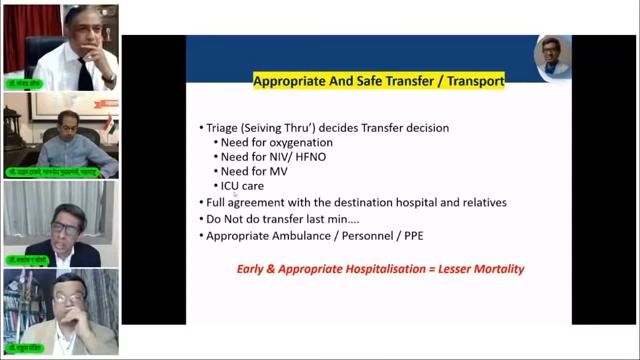 Appropriate And Safe Transfer / Transport
• Triage (Seiving Thru’) decides Transfer decision
• Need for oxygenation
• Need for NIV/ HFNO
• Need for MV
• ICU care
• Full agreement with the destination hospital and relatives
• Do Not do transfer last min….
• Appropriate Ambulance / Personnel / PPE
Early & Appropriate Hospitalisation = Lesser Mortality
डॉ. संजय ओक